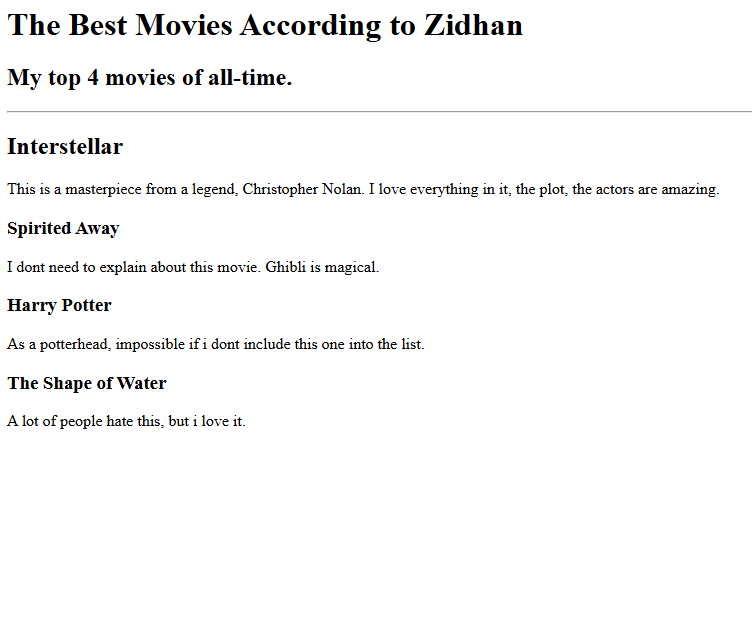 The Best Movies According to Zidhan
My top 4 movies of all-time.
Interstellar
This is a masterpiece from a legend, Christopher Nolan. I love everything in it, the plot, the actors are amazing.
Spirited Away
I dont need to explain about this movie. Ghibli is magical.
Harry Potter
As a potterhead, impossible if i dont include this one into the list.
The Shape of Water
A lot of people hate this, but i love it.